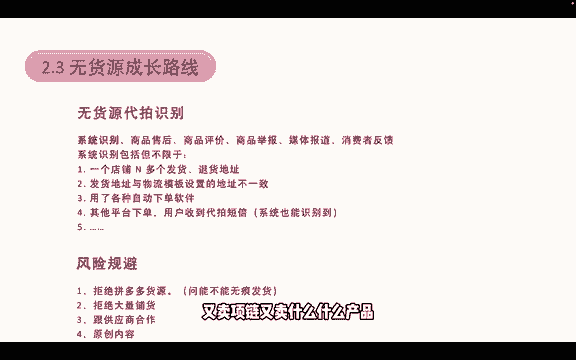 2.3 无货源成长路线
无货源代拍识别
系统识别、商品售后、商品评价、商品举报、媒体报道、消费者反馈
系统识别包括但不限于：
1. 一个店铺 N 多个发货、退货地址
2. 发货地址与物流模板设置的地址不一致
3. 用了各种自动下单软件
4. 其他平台下单，用户收到代拍短信（系统也能识别到）
5. ......
风险规避
1、拒绝拼多多货源。（问能不能无痕发货）
2、拒绝大量铺货
3、跟供应商合作
4、原创内容
又卖项链又卖什么什么产品